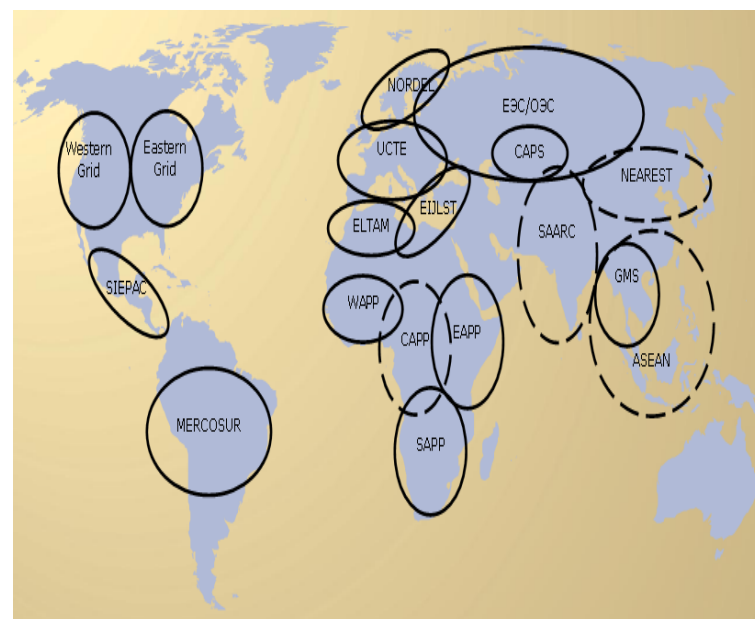 NORDEL
ЕЭС/ОЭС
Western
Grid
Eastern
Grid
UCTE
CAPS
NEAREST
EIJLST
ELTAM
SAARC
SIEPAC
GMS
WAPP
CAPP
EAPP
ASEAN
MERCOSUR
SAPP